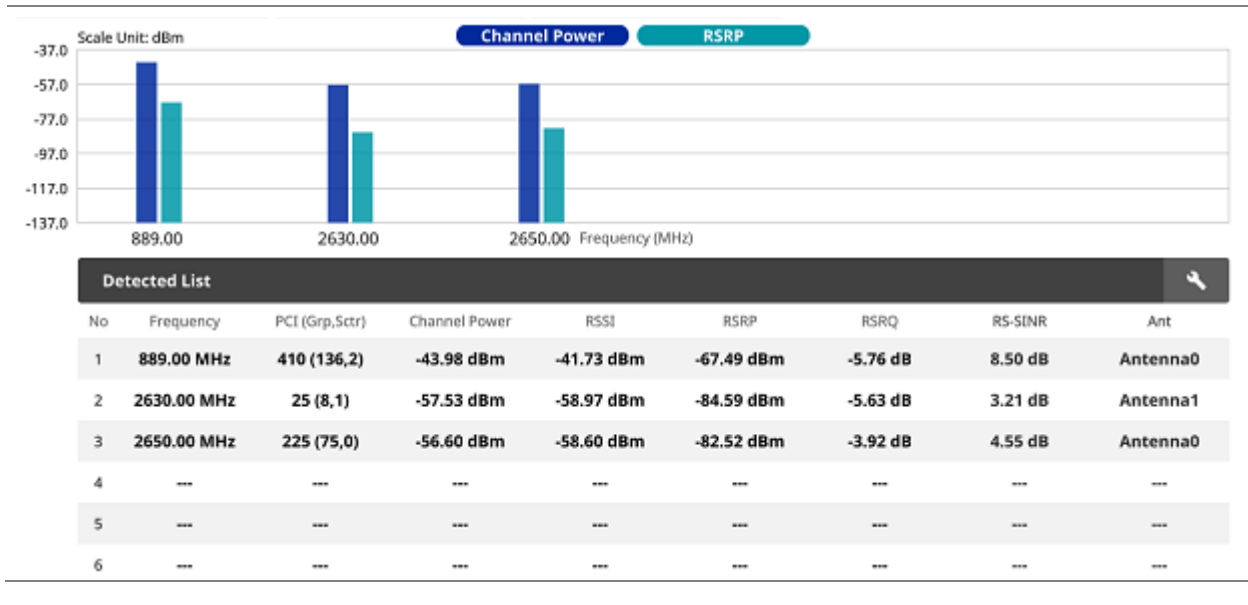 Scale Unit: dBm Channel Power RSRP
-37.0
-57.0
-77.0
-97.0
-117.0
-137.0
889.00 2630.00 2650.00 Frequency (MHz)
Detected List
No Frequency PCI (Grp,Sctr) Channel Power RSSI RSRP RSRQ RS-SINR Ant
1 889.00 MHz 410 (136,2) -43.98 dBm -41.73 dBm -67.49 dBm -5.76 dB 8.50 dB Antenna0
2 2630.00 MHz 25 (8,1) -57.53 dBm -58.97 dBm -84.59 dBm -5.63 dB 3.21 dB Antenna1
3 2650.00 MHz 225 (75,0) -56.60 dBm -58.60 dBm -82.52 dBm -3.92 dB 4.55 dB Antenna0
4 --- --- --- --- --- --- --- ---
5 --- --- --- --- --- --- --- ---
6 --- --- --- --- --- --- --- ---